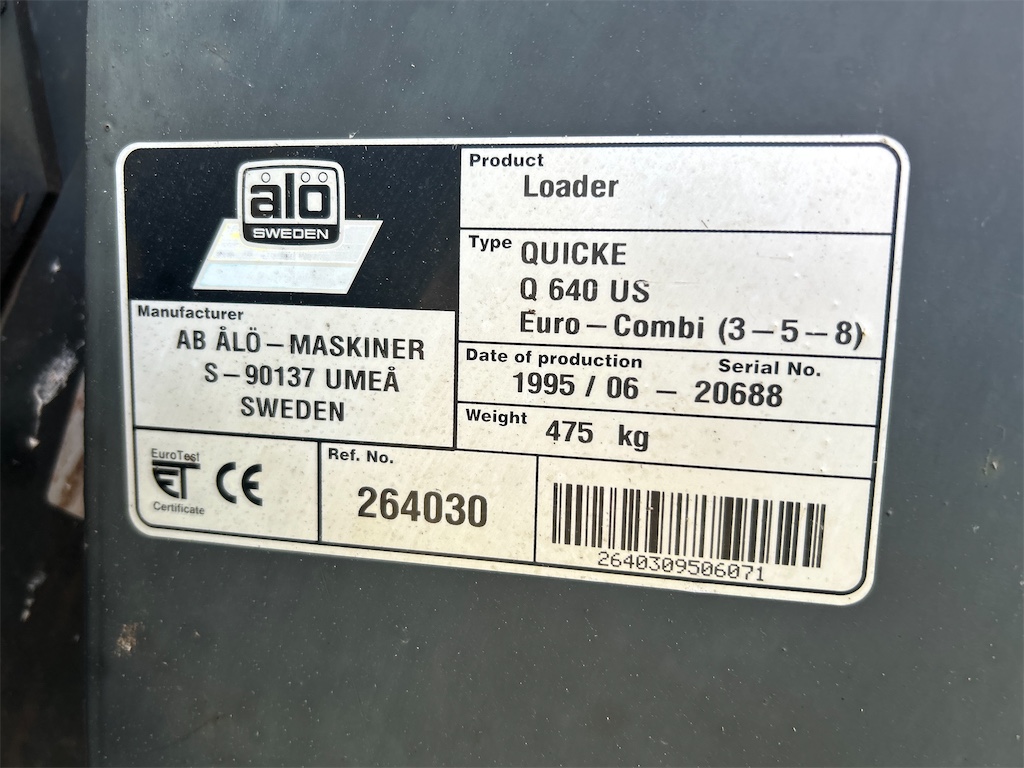 ålö
SWEDEN
Product
Loader
Type QUICKE
Q 640 US
Euro – Combi (3 – 5 – 8)
Manufacturer
AB ÅLÖ – MASKINER
S – 90137 UMEÅ
SWEDEN
Date of production Serial No.
1995 / 06 – 20688
Weight 475 kg
EuroTest
ET CE
Certificate
Ref. No.
264030
2640309506071